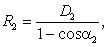 R₂ = D₂ / (1 − cosα₂),